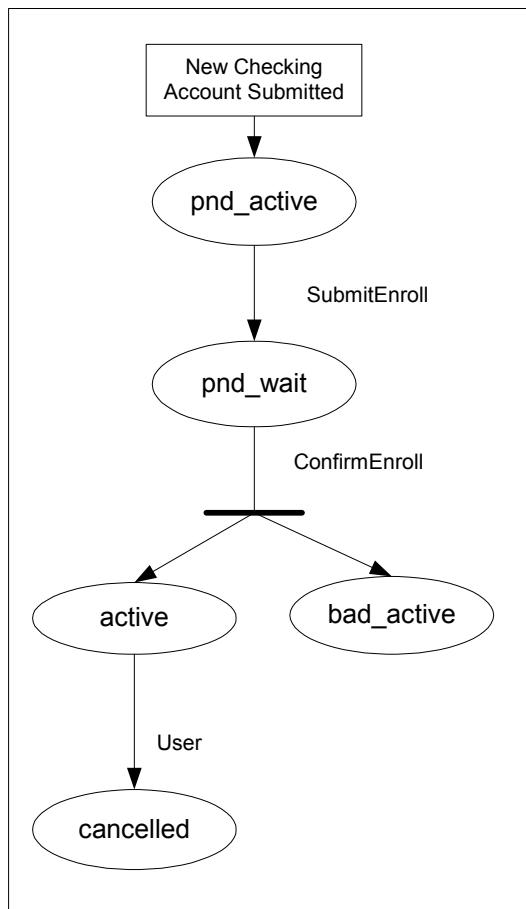 New Checking
Account Submitted
pnd_active
SubmitEnroll
pnd_wait
ConfirmEnroll
active
bad_active
User
cancelled